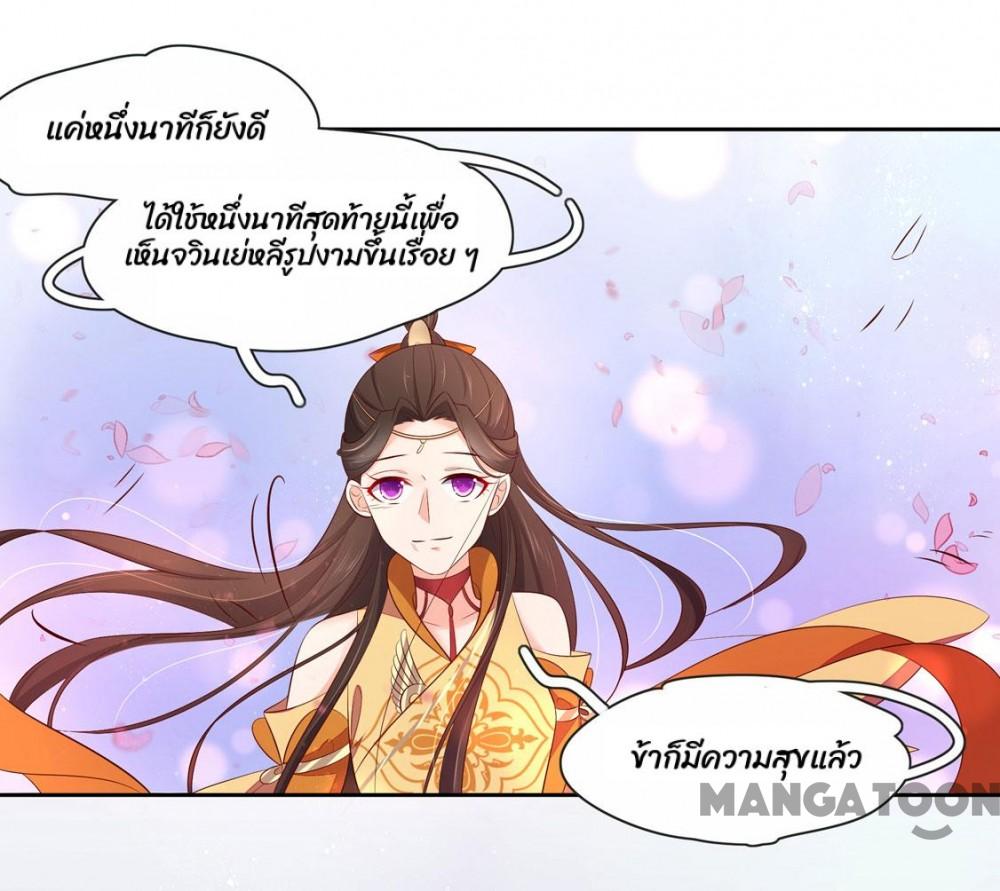 แค่หนึ่งนาทีก็ยังดี
ได้ใช้หนึ่งนาทีสุดท้ายนี้เพื่อ
เห็นจวินเย่หลีรูปงามขึ้นเรื่อย ๆ
ข้าก็มีความสุขแล้ว
MANGATOON